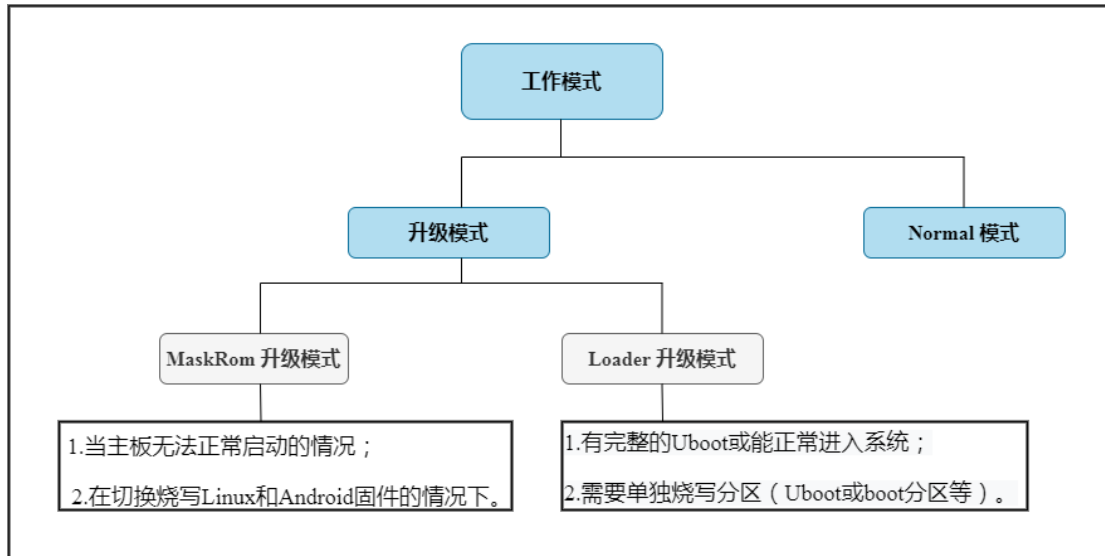 工作模式
升级模式
Normal 模式
MaskRom 升级模式
Loader 升级模式
1.当主板无法正常启动的情况；
2.在切换烧写Linux和Android固件的情况下。
1.有完整的Uboot或能正常进入系统；
2.需要单独烧写分区（Uboot或boot分区等）。